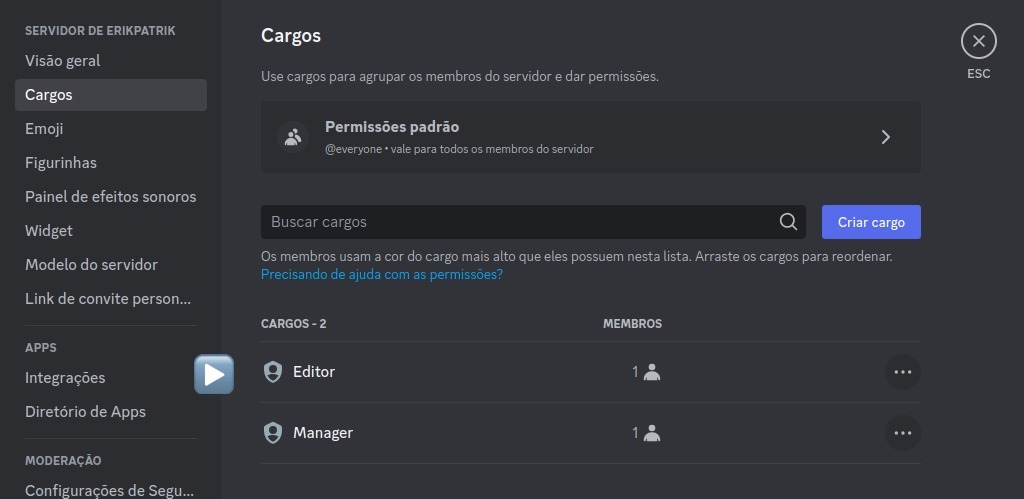 SERVIDOR DE ERIKPATRIK
Visão geral
Cargos
Emoji
Figurinhas
Painel de efeitos sonoros
Widget
Modelo do servidor
Link de convite person...
APPS
Integrações
Diretório de Apps
MODERAÇÃO
Configurações de Segu...
Cargos
Use cargos para agrupar os membros do servidor e dar permissões.
Permissões padrão
@everyone • vale para todos os membros do servidor
Buscar cargos
Criar cargo
Os membros usam a cor do cargo mais alto que eles possuem nesta lista. Arraste os cargos para reordenar.
Precisando de ajuda com as permissões?
CARGOS - 2 MEMBROS
Editor 1
Manager 1
ESC